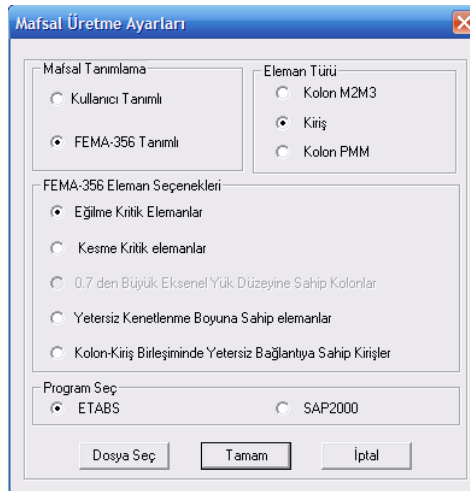 Mafsal Üretme Ayarları
Mafsal Tanımlama
Kullanıcı Tanımlı
FEMA-356 Tanımlı
Eleman Türü
Kolon M2M3
Kiriş
Kolon PMM
FEMA-356 Eleman Seçenekleri
Eğilme Kritik Elemanlar
Kesme Kritik elemanlar
0.7 den Büyük Eksenel Yük Düzeyine Sahip Kolonlar
Yetersiz Kenetlenme Boyuna Sahip elemanlar
Kolon-Kiriş Birleşiminde Yetersiz Bağlantıya Sahip Kirişler
Program Seç
ETABS SAP2000
Dosya Seç Tamam İptal